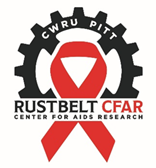 CWRU PITT
RUSTBELT CFAR
CENTER FOR AIDS RESEARCH